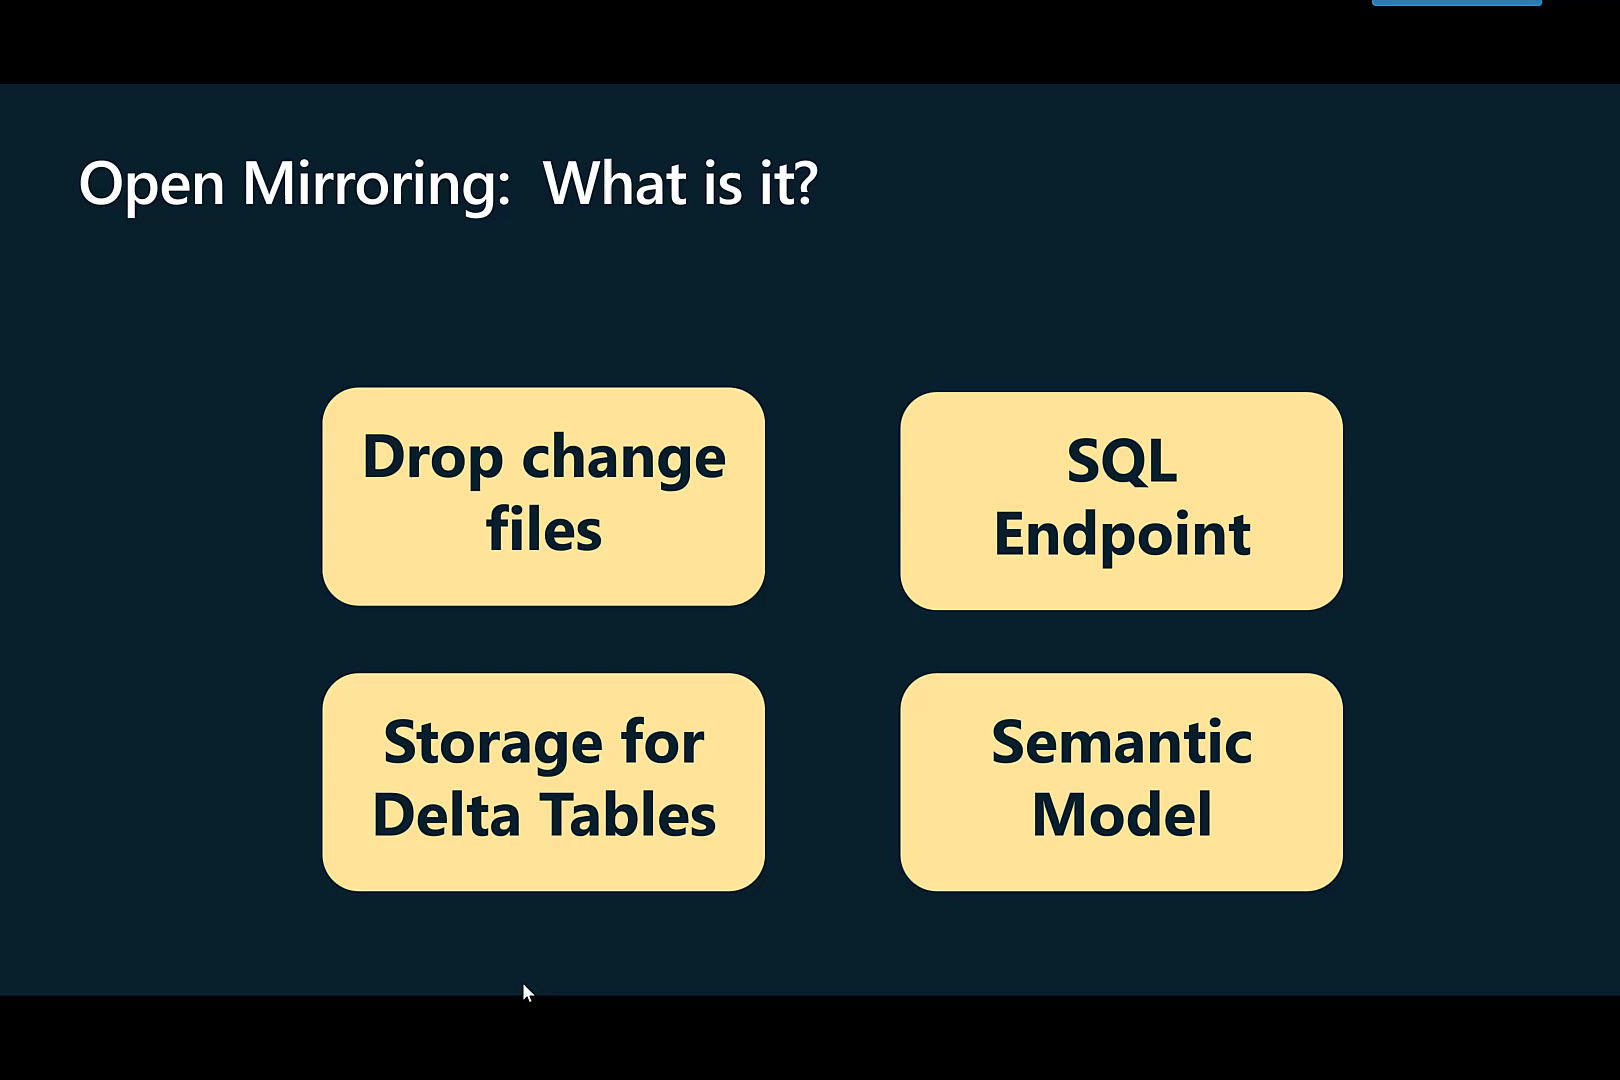 Open Mirroring:  What is it?
Drop change
files
SQL
Endpoint
Storage for
Delta Tables
Semantic
Model